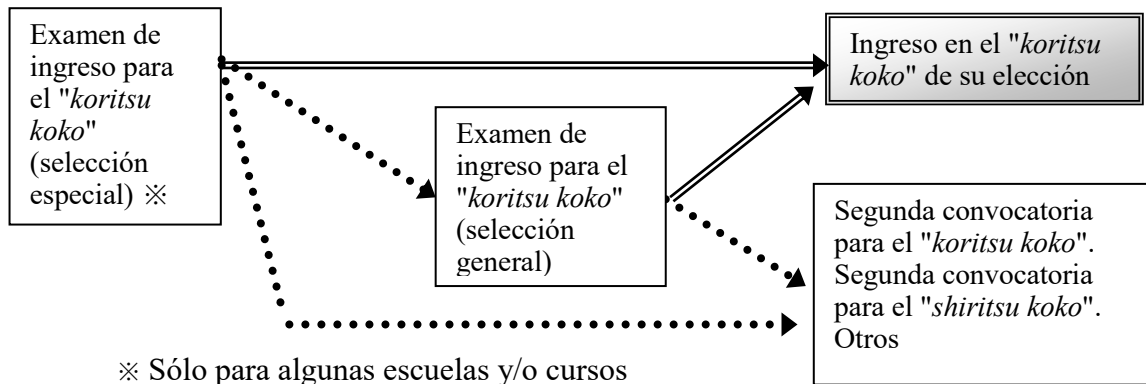 Examen de
ingreso para
el "koritsu
koko"
(selección
especial) ※
Examen de
ingreso para el
"koritsu koko"
(selección
general)
Ingreso en el "koritsu
koko" de su elección
Segunda convocatoria
para el "koritsu koko".
Segunda convocatoria
para el "shiritsu koko".
Otros
※ Sólo para algunas escuelas y/o cursos